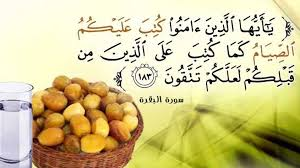 يَٰٓأَيُّهَا ٱلَّذِينَ ءَامَنُوا۟ كُتِبَ عَلَيْكُمُ
ٱلصِّيَامُ كَمَا كُتِبَ عَلَى ٱلَّذِينَ مِن
قَبْلِكُمْ لَعَلَّكُمْ تَتَّقُونَ ﴿١٨٣﴾
سورة البقرة